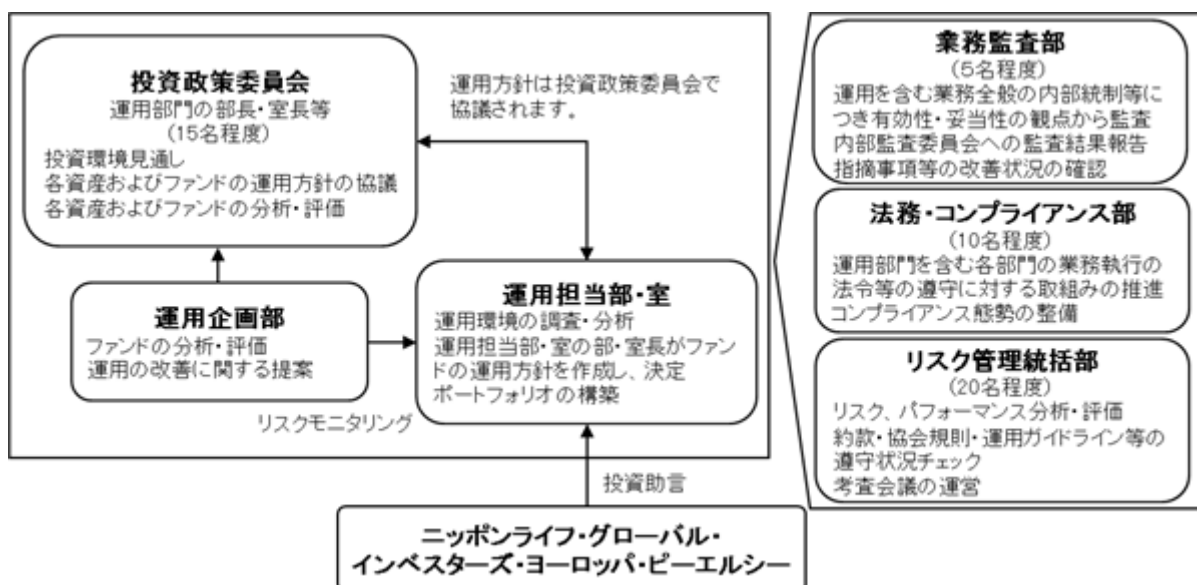 投資政策委員会
運用部門の部長・室長等
(15名程度)
投資環境見通し
各資産およびファンドの運用方針の協議
各資産およびファンドの分析・評価
運用方針は投資政策委員会で
協議されます。
運用企画部
ファンドの分析・評価
運用の改善に関する提案
リスクモニタリング
運用担当部・室
運用環境の調査・分析
運用担当部・室の部・室長がファン
ドの運用方針を作成し、決定
ポートフォリオの構築
投資助言
ニッポンライフ・グローバル・
インベスターズ・ヨーロッパ・ピーエルシー
業務監査部
(5名程度)
運用を含む業務全般の内部統制等に
つき有効性・妥当性の観点から監査
内部監査委員会への監査結果報告
指摘事項等の改善状況の確認
法務・コンプライアンス部
(10名程度)
運用部門を含む各部門の業務執行の
法令等の遵守に対する取組みの推進
コンプライアンス態勢の整備
リスク管理統括部
(20名程度)
リスク、パフォーマンス分析・評価
約款・協会規則・運用ガイドライン等の
遵守状況チェック
考査会議の運営